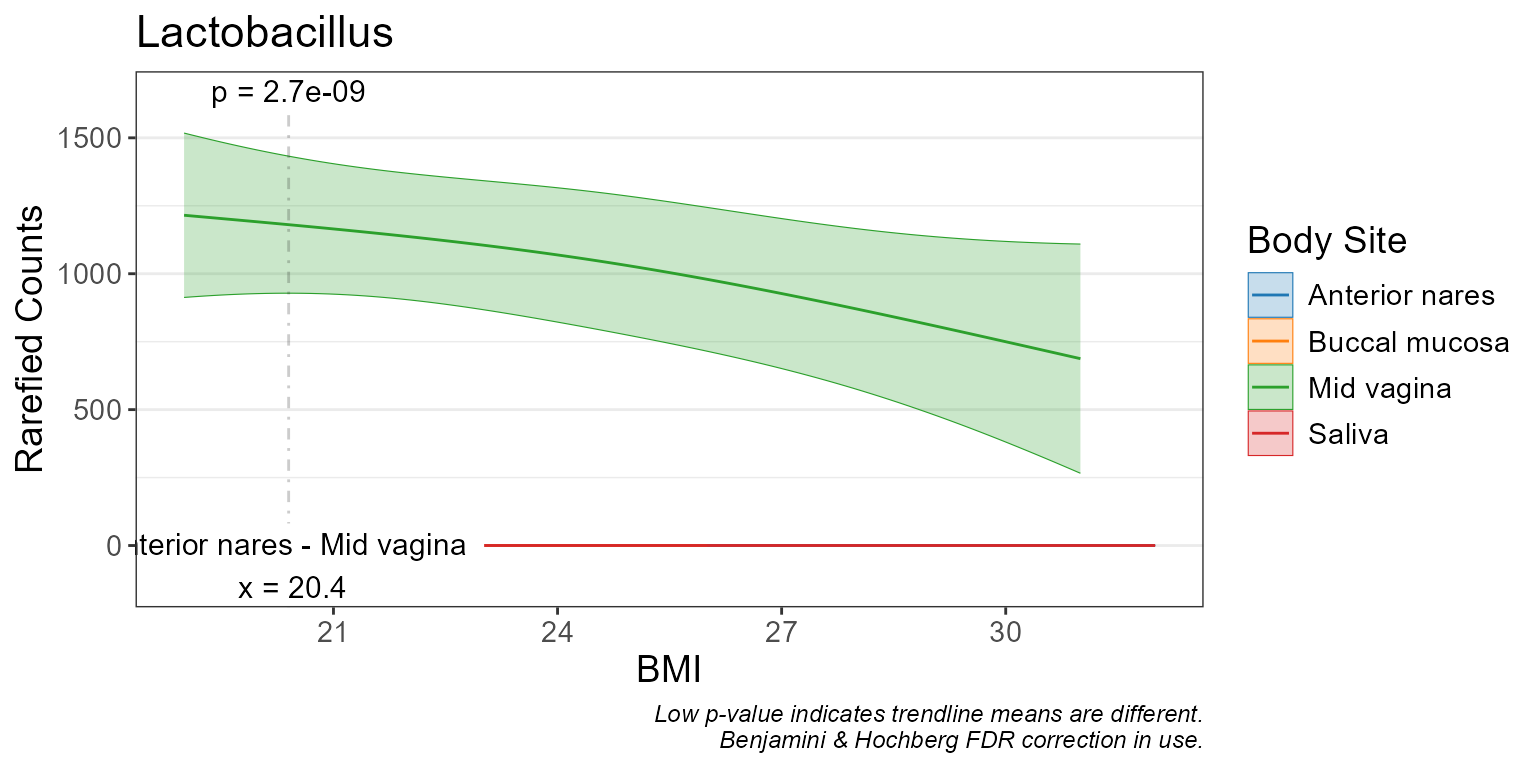 Lactobacillus
p = 2.7e-09
1500
1000
500
0
Rarefied Counts
terior nares - Mid vagina
x = 20.4
21 24 27 30
BMI
Body Site
Anterior nares
Buccal mucosa
Mid vagina
Saliva
Low p-value indicates trendline means are different.
Benjamini & Hochberg FDR correction in use.